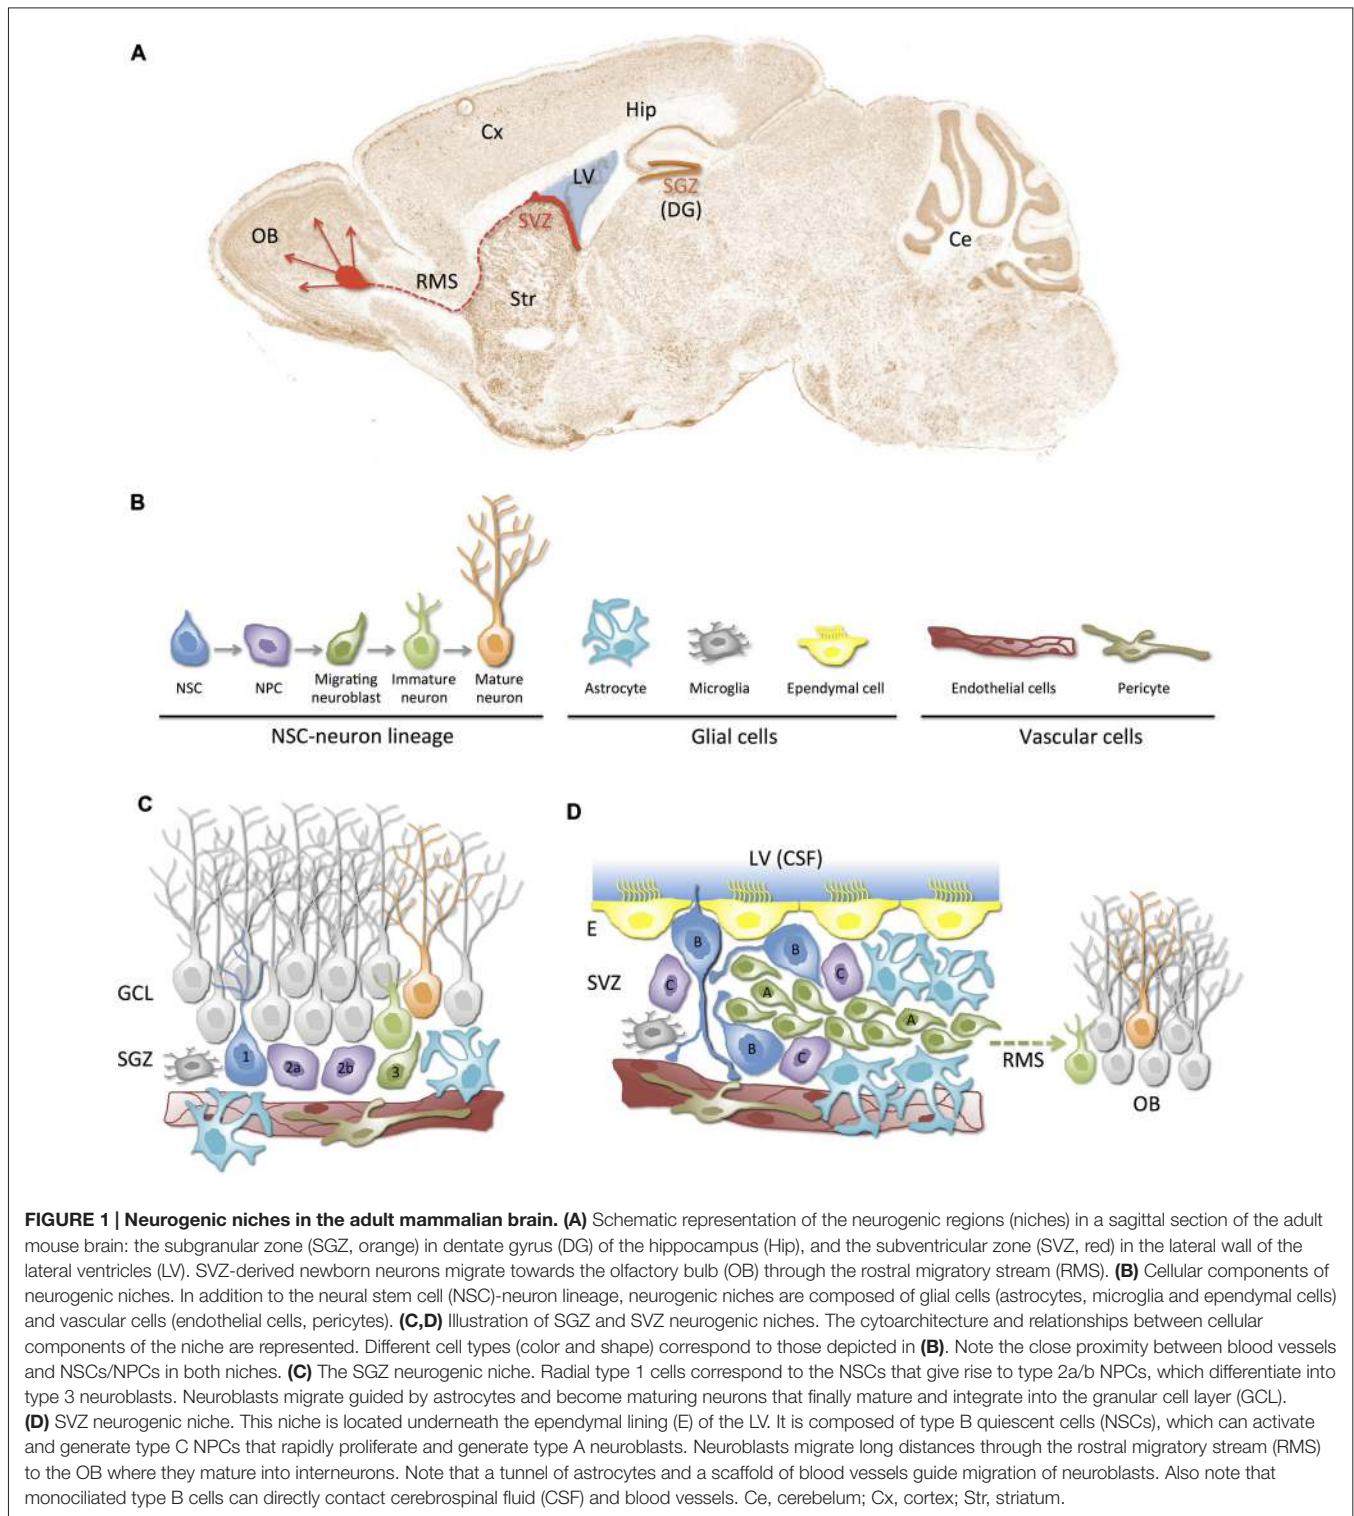 A
Hip
Cx
LV
SGZ
(DG)
SVZ
OB
Ce
RMS
Str
B
NSC
NPC
Migrating
neuroblast
Immature
neuron
Mature
neuron
Astrocyte
Microglia
Ependymal cell
Endothelial cells
Pericyte
NSC-neuron lineage
Glial cells
Vascular cells
C
GCL
SGZ
1
2a
2b
3
D
LV (CSF)
E
B
B
SVZ
C
C
A
A
B
C
RMS
OB
FIGURE 1 | Neurogenic niches in the adult mammalian brain. (A) Schematic representation of the neurogenic regions (niches) in a sagittal section of the adult
mouse brain: the subgranular zone (SGZ, orange) in dentate gyrus (DG) of the hippocampus (Hip), and the subventricular zone (SVZ, red) in the lateral wall of the
lateral ventricles (LV). SVZ-derived newborn neurons migrate towards the olfactory bulb (OB) through the rostral migratory stream (RMS). (B) Cellular components of
neurogenic niches. In addition to the neural stem cell (NSC)-neuron lineage, neurogenic niches are composed of glial cells (astrocytes, microglia and ependymal cells)
and vascular cells (endothelial cells, pericytes). (C,D) Illustration of SGZ and SVZ neurogenic niches. The cytoarchitecture and relationships between cellular
components of the niche are represented. Different cell types (color and shape) correspond to those depicted in (B). Note the close proximity between blood vessels
and NSCs/NPCs in both niches. (C) The SGZ neurogenic niche. Radial type 1 cells correspond to the NSCs that give rise to type 2a/b NPCs, which differentiate into
type 3 neuroblasts. Neuroblasts migrate guided by astrocytes and become maturing neurons that finally mature and integrate into the granular cell layer (GCL).
(D) SVZ neurogenic niche. This niche is located underneath the ependymal lining (E) of the LV. It is composed of type B quiescent cells (NSCs), which can activate
and generate type C NPCs that rapidly proliferate and generate type A neuroblasts. Neuroblasts migrate long distances through the rostral migratory stream (RMS)
to the OB where they mature into interneurons. Note that a tunnel of astrocytes and a scaffold of blood vessels guide migration of neuroblasts. Also note that
monociliated type B cells can directly contact cerebrospinal fluid (CSF) and blood vessels. Ce, cerebelum; Cx, cortex; Str, striatum.